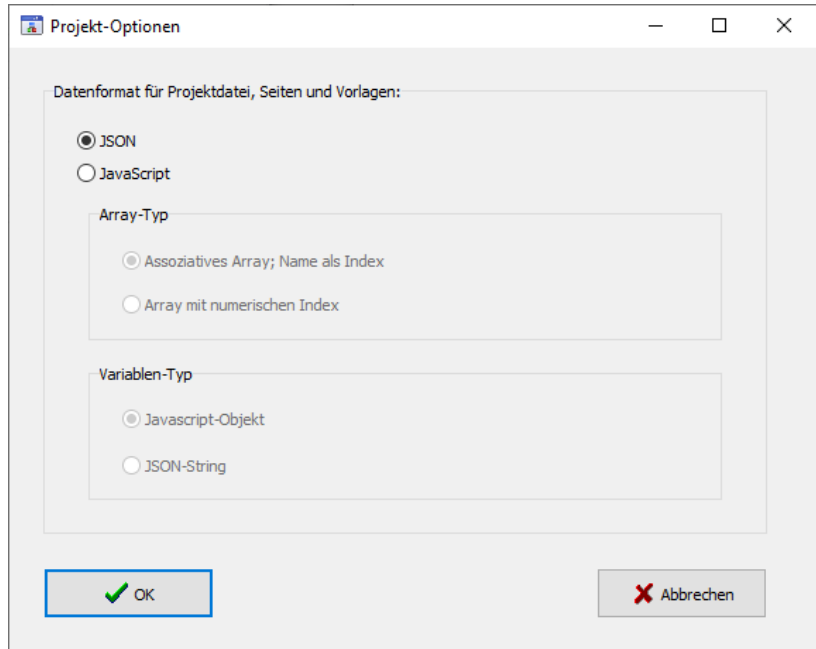 Projekt-Optionen
Datenformat für Projektdatei, Seiten und Vorlagen:
JSON
JavaScript
Array-Typ
Assoziatives Array; Name als Index
Array mit numerischen Index
Variablen-Typ
Javascript-Objekt
JSON-String
OK
Abbrechen